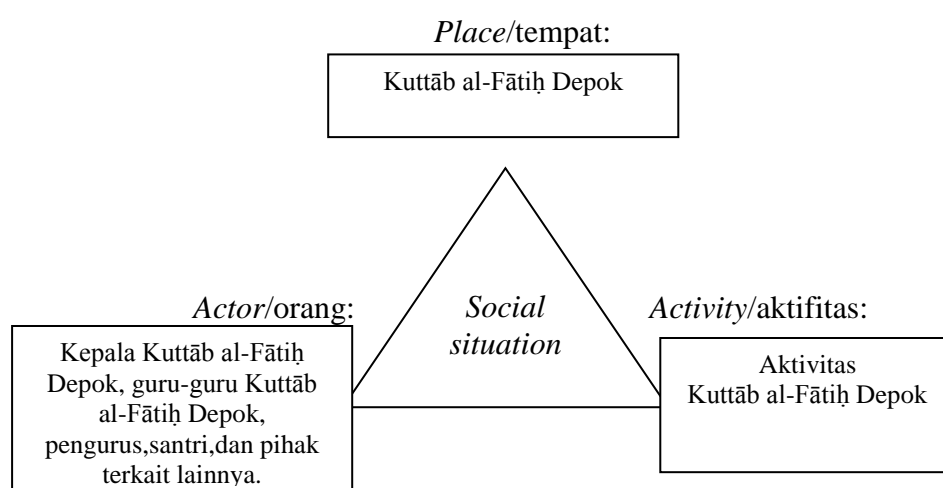 Place/tempat:
Kuttāb al-Fātiḥ Depok
Actor/orang:
Kepala Kuttāb al-Fātiḥ
Depok, guru-guru Kuttāb
al-Fātiḥ Depok,
pengurus,santri,dan pihak
terkait lainnya.
Social
situation
Activity/aktifitas:
Aktivitas
Kuttāb al-Fātiḥ Depok